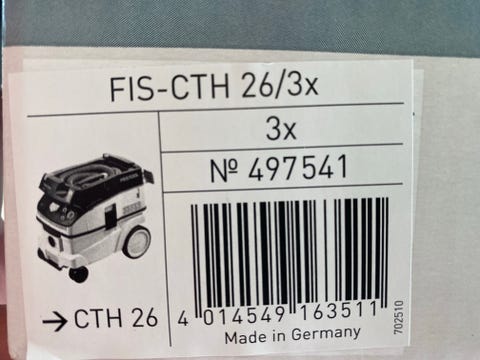 FIS-CTH 26/3x
3x
Nº 497541
→ CTH 26
4 014549 163511
Made in Germany
702510